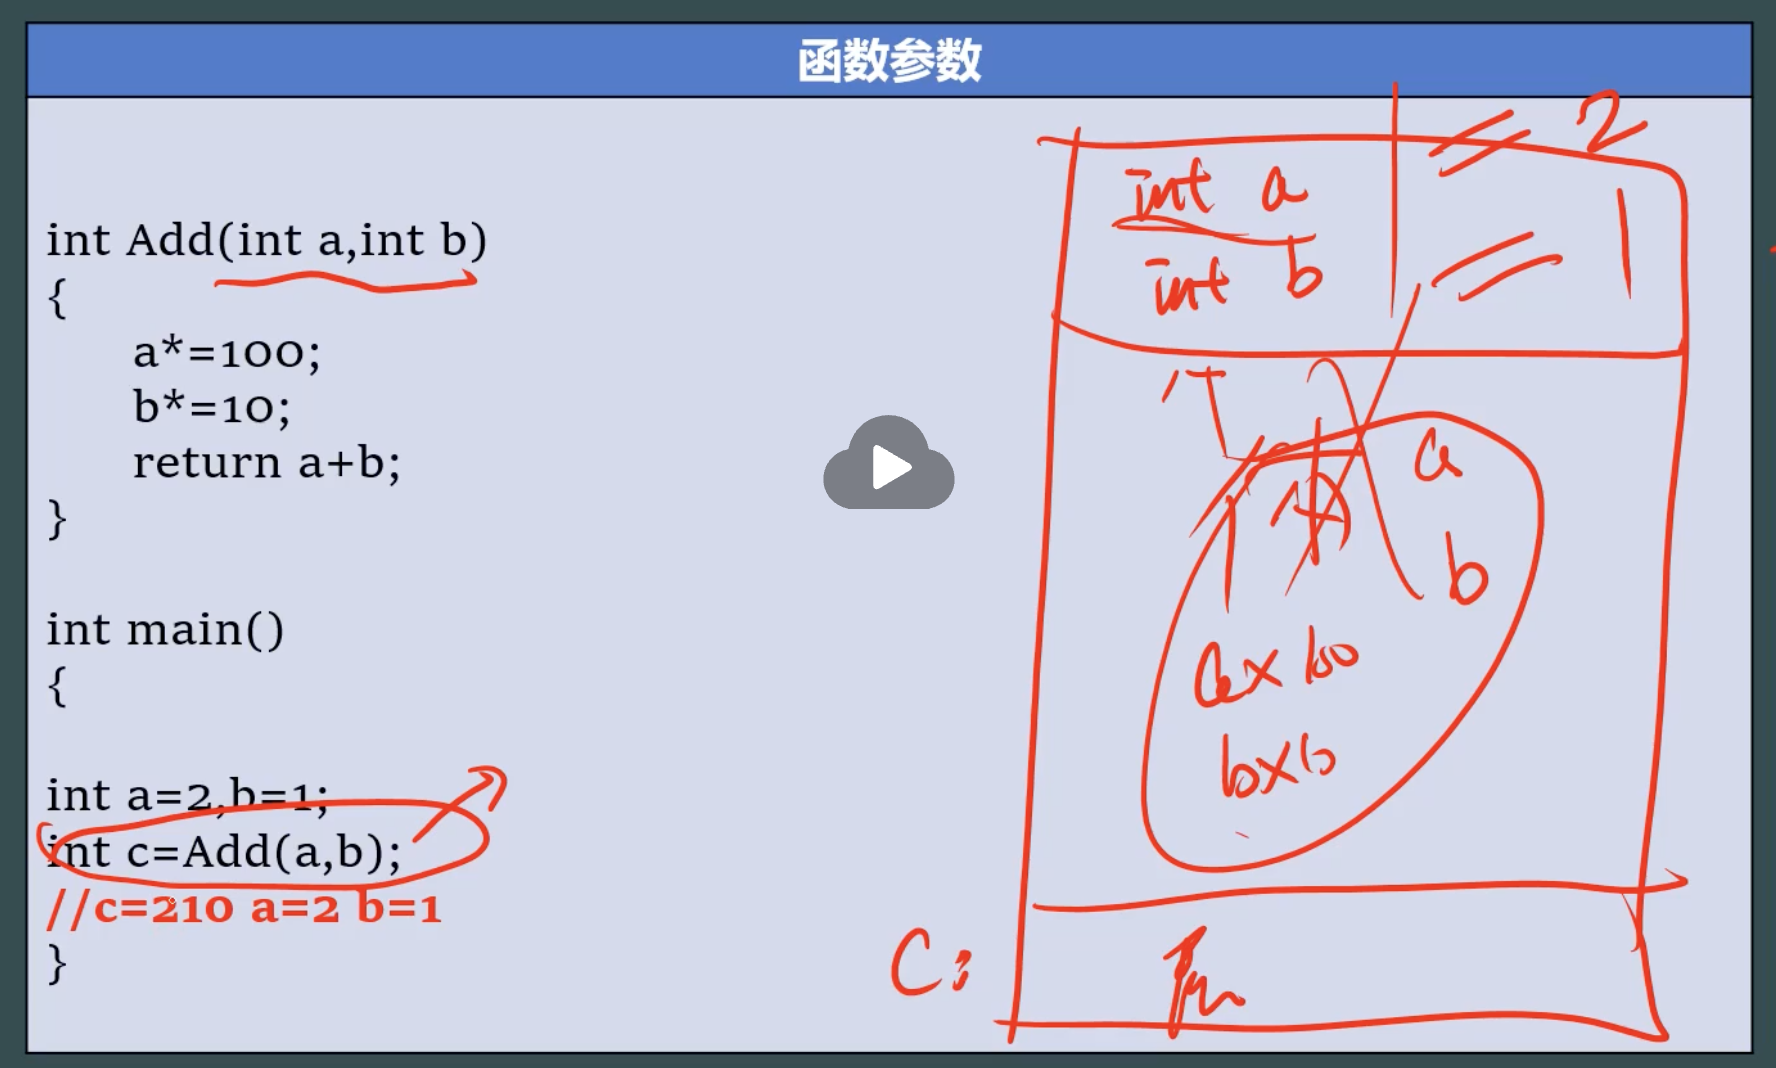 函数参数
int Add(int a,int b)
{
a*=100;
b*=10;
return a+b;
}
int main()
{
int a=2,b=1;
int c=Add(a,b);
//c=210 a=2 b=1
}
int a = 2
int b = 1
a
b
a×100
b×10
C: